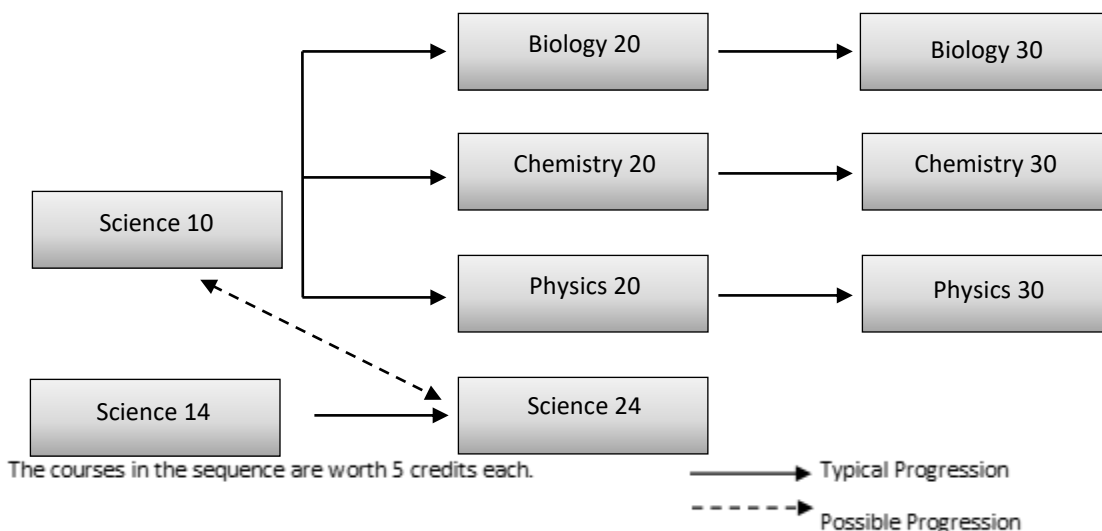 Biology 20
Biology 30
Chemistry 20
Chemistry 30
Science 10
Physics 20
Physics 30
Science 14
Science 24
The courses in the sequence are worth 5 credits each.
Typical Progression
Possible Progression